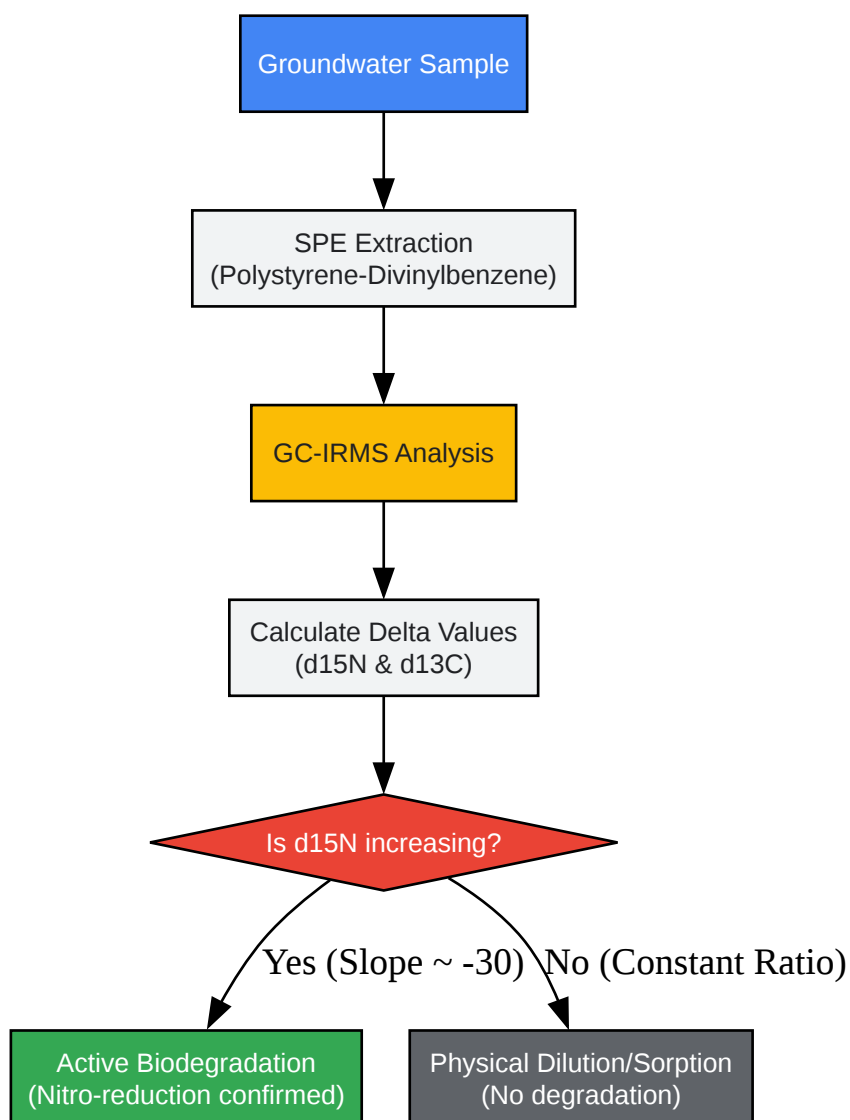 Groundwater Sample
SPE Extraction
(Polystyrene-Divinylbenzene)
GC-IRMS Analysis
Calculate Delta Values
(d15N & d13C)
Is d15N increasing?
Yes (Slope ~ -30)
No (Constant Ratio)
Active Biodegradation
(Nitro-reduction confirmed)
Physical Dilution/Sorption
(No degradation)